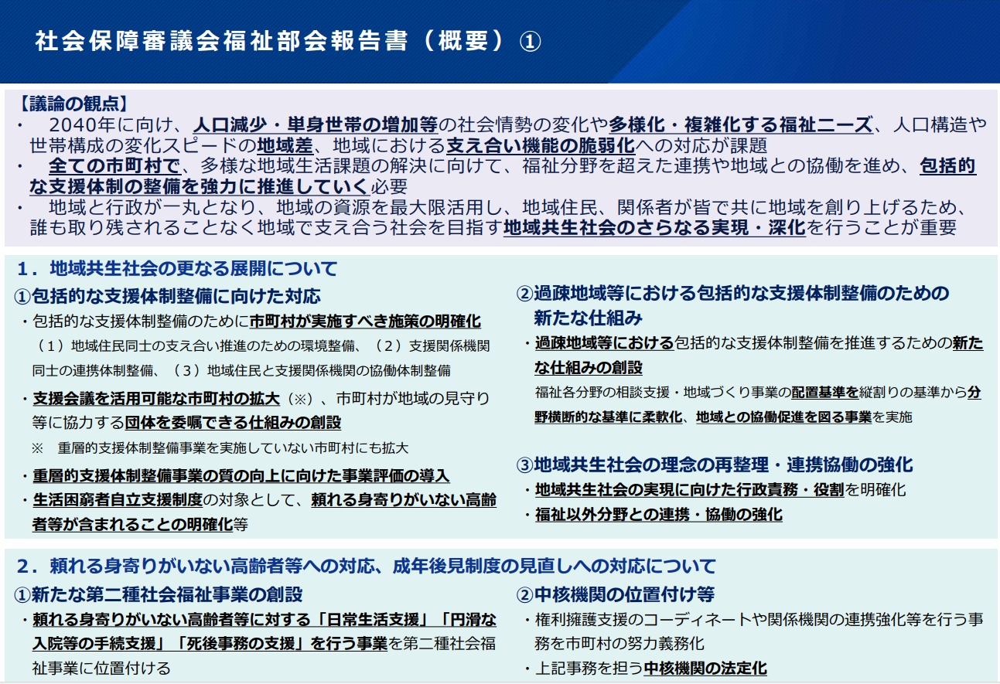 社会保障審議会福祉部会報告書（概要）①
【議論の観点】
・　2040年に向け、人口減少・単身世帯の増加等の社会情勢の変化や多様化・複雑化する福祉ニーズ、人口構造や
世帯構成の変化スピードの地域差、地域における支え合い機能の脆弱化への対応が課題
・　全ての市町村で、多様な地域生活課題の解決に向けて、福祉分野を超えた連携や地域との協働を進め、包括的
な支援体制の整備を強力に推進していく必要
・　地域と行政が一丸となり、地域の資源を最大限活用し、地域住民、関係者が皆で共に地域を創り上げるため、
誰も取り残されることなく地域で支え合う社会を目指す地域共生社会のさらなる実現・深化を行うことが重要
１．地域共生社会の更なる展開について
①包括的な支援体制整備に向けた対応
・包括的な支援体制整備のために市町村が実施すべき施策の明確化
（１）地域住民同士の支え合い推進のための環境整備、（２）支援関係機関
同士の連携体制整備、（３）地域住民と支援関係機関の協働体制整備
・支援会議を活用可能な市町村の拡大（※）、市町村が地域の見守り
等に協力する団体を委嘱できる仕組みの創設
※　重層的支援体制整備事業を実施していない市町村にも拡大
・重層的支援体制整備事業の質の向上に向けた事業評価の導入
・生活困窮者自立支援制度の対象として、頼れる身寄りがいない高齢
者等が含まれることの明確化等
②過疎地域等における包括的な支援体制整備のための
新たな仕組み
・過疎地域等における包括的な支援体制整備を推進するための新た
な仕組みの創設
福祉各分野の相談支援・地域づくり事業の配置基準を縦割りの基準から分
野横断的な基準に柔軟化、地域との協働促進を図る事業を実施
③地域共生社会の理念の再整理・連携協働の強化
・地域共生社会の実現に向けた行政責務・役割を明確化
・福祉以外分野との連携・協働の強化
２．頼れる身寄りがいない高齢者等への対応、成年後見制度の見直しへの対応について
①新たな第二種社会福祉事業の創設
・頼れる身寄りがいない高齢者等に対する「日常生活支援」「円滑な
入院等の手続支援」「死後事務の支援」を行う事業を第二種社会福
祉事業に位置付ける
②中核機関の位置付け等
・権利擁護支援のコーディネートや関係機関の連携強化等を行う事
務を市町村の努力義務化
・上記事務を担う中核機関の法定化